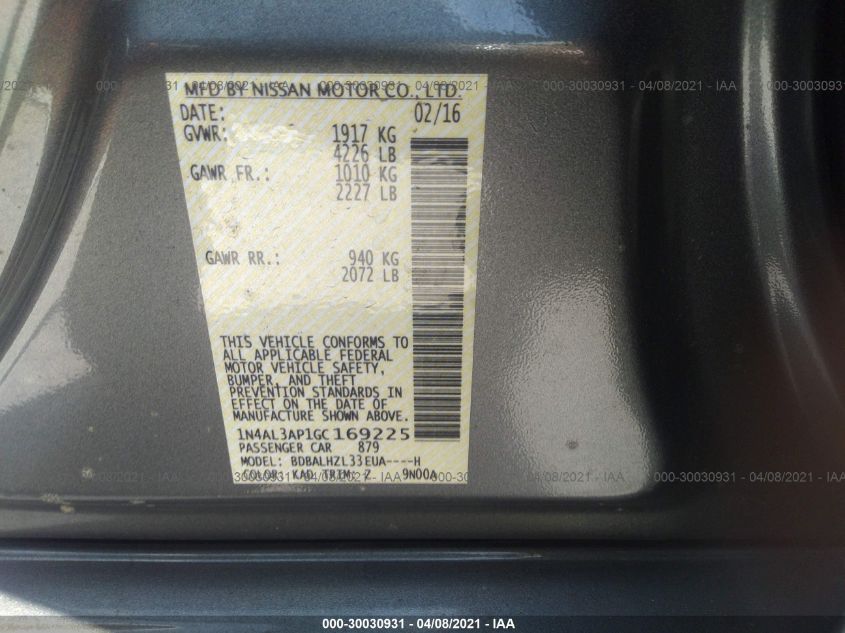 MFD BY NISSAN MOTOR CO., LTD.
DATE: 02/16
GVWR: 1917 KG
4226 LB
GAWR FR.: 1010 KG
2227 LB
GAWR RR.: 940 KG
2072 LB
THIS VEHICLE CONFORMS TO
ALL APPLICABLE FEDERAL
MOTOR VEHICLE SAFETY,
BUMPER, AND THEFT
PREVENTION STANDARDS IN
EFFECT ON THE DATE OF
MANUFACTURE SHOWN ABOVE.
1N4AL3AP1GC169225
PASSENGER CAR 879
MODEL: BDBALHZL33EUA----H
COLOR: KAD TRIM: Z 9N00A
000-30030931 - 04/08/2021 - IAA